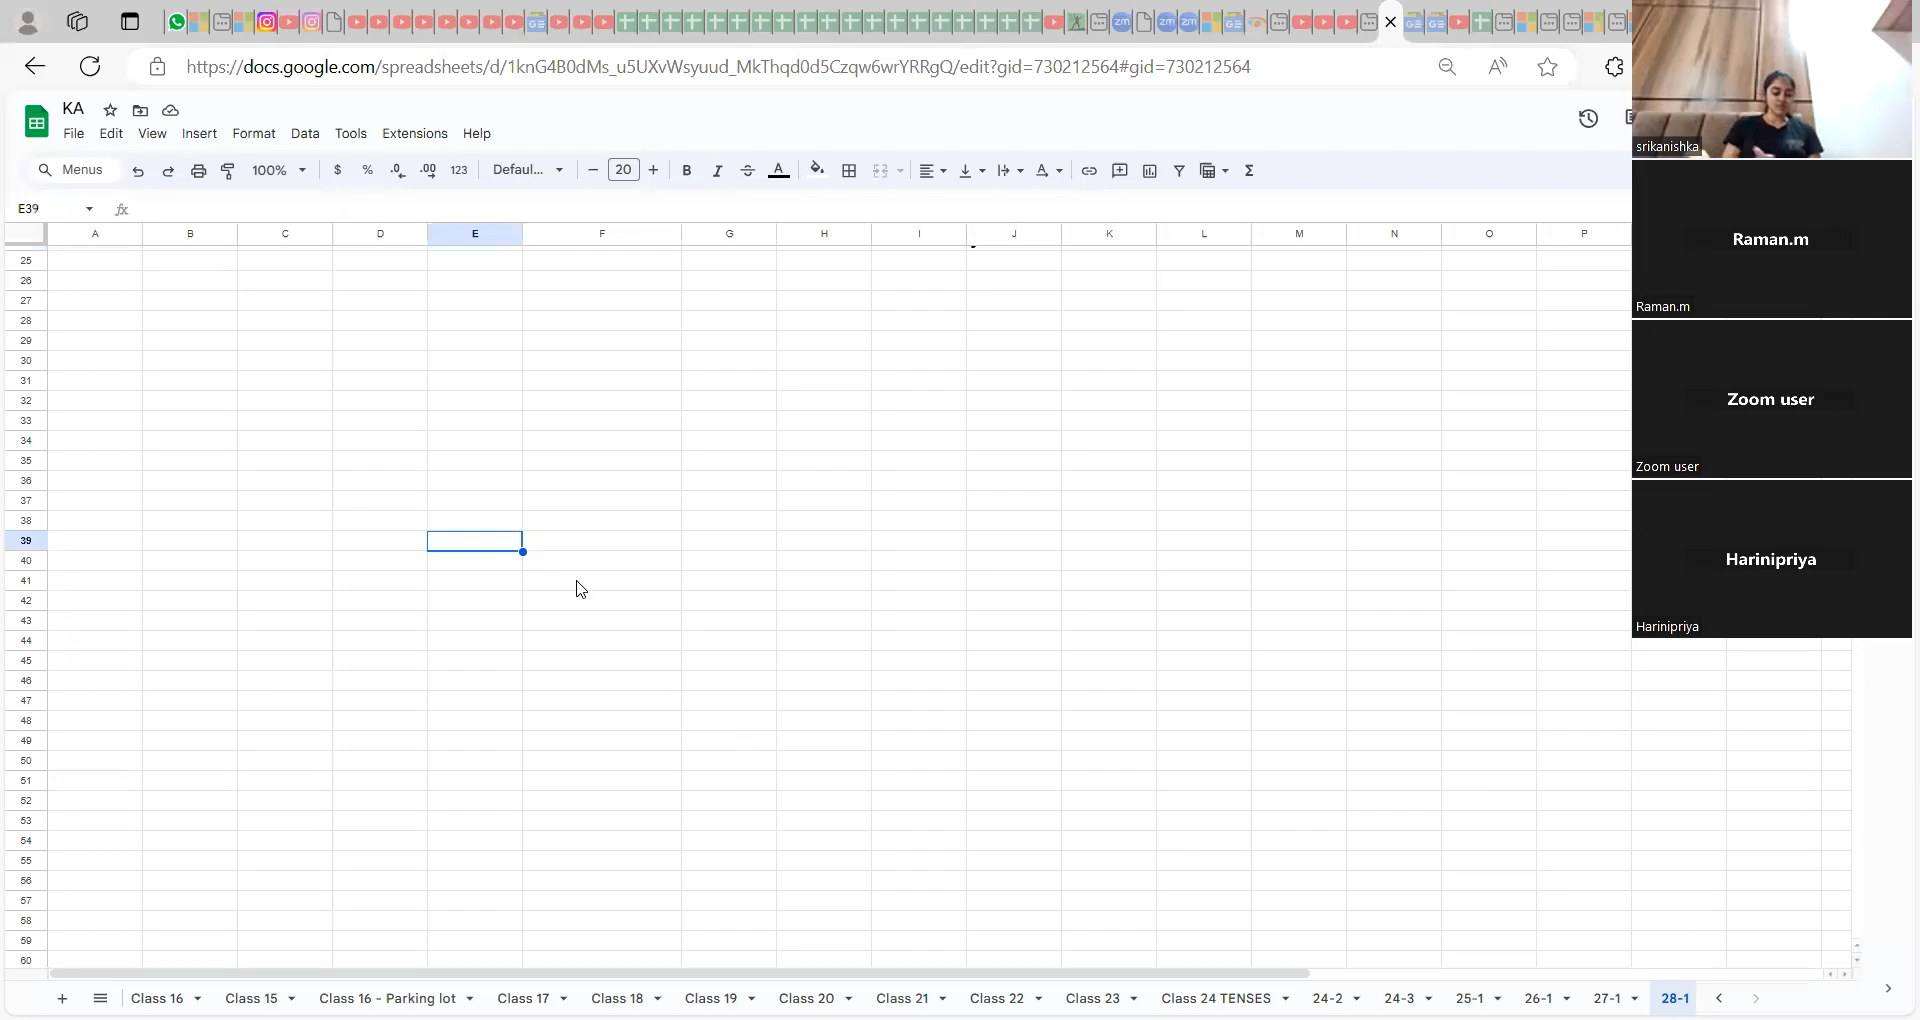 https://docs.google.com/spreadsheets/d/1knG4B0dMs_u5UXvWsyuud_MkThqd0d5Czqw6wrYRRgQ/edit?gid=730212564#gid=730212564
KA
File Edit View Insert Format Data Tools Extensions Help
Menus 100% $ % .0 .00 123 Defaul... 20 B I A
E39 fx
A B C D E F G H I J K L M N O P
25
26
27
28
29
30
31
32
33
34
35
36
37
38
39
40
41
42
43
44
45
46
47
48
49
50
51
52
53
54
55
56
57
58
59
60
srikanishka
Raman.m
Raman.m
Zoom user
Zoom user
Harinipriya
Harinipriya
Class 16 Class 15 Class 16 - Parking lot Class 17 Class 18 Class 19 Class 20 Class 21 Class 22 Class 23 Class 24 TENSES 24-2 24-3 25-1 26-1 27-1 28-1